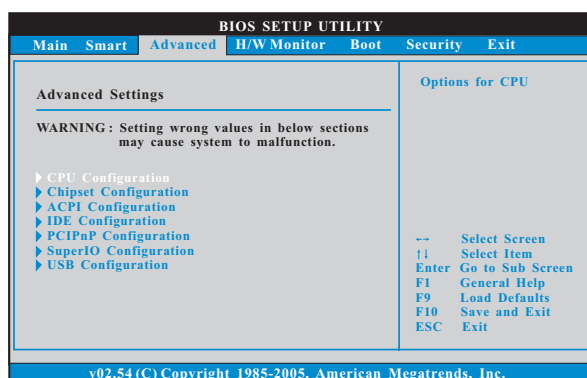 BIOS SETUP UTILITY
Main Smart Advanced H/W Monitor Boot Security Exit
Advanced Settings
WARNING : Setting wrong values in below sections
may cause system to malfunction.
CPU Configuration
Chipset Configuration
ACPI Configuration
IDE Configuration
PCIPnP Configuration
SuperIO Configuration
USB Configuration
Options for CPU
←→ Select Screen
↑↓ Select Item
Enter Go to Sub Screen
F1 General Help
F9 Load Defaults
F10 Save and Exit
ESC Exit
v02.54 (C) Copyright 1985-2005, American Megatrends, Inc.